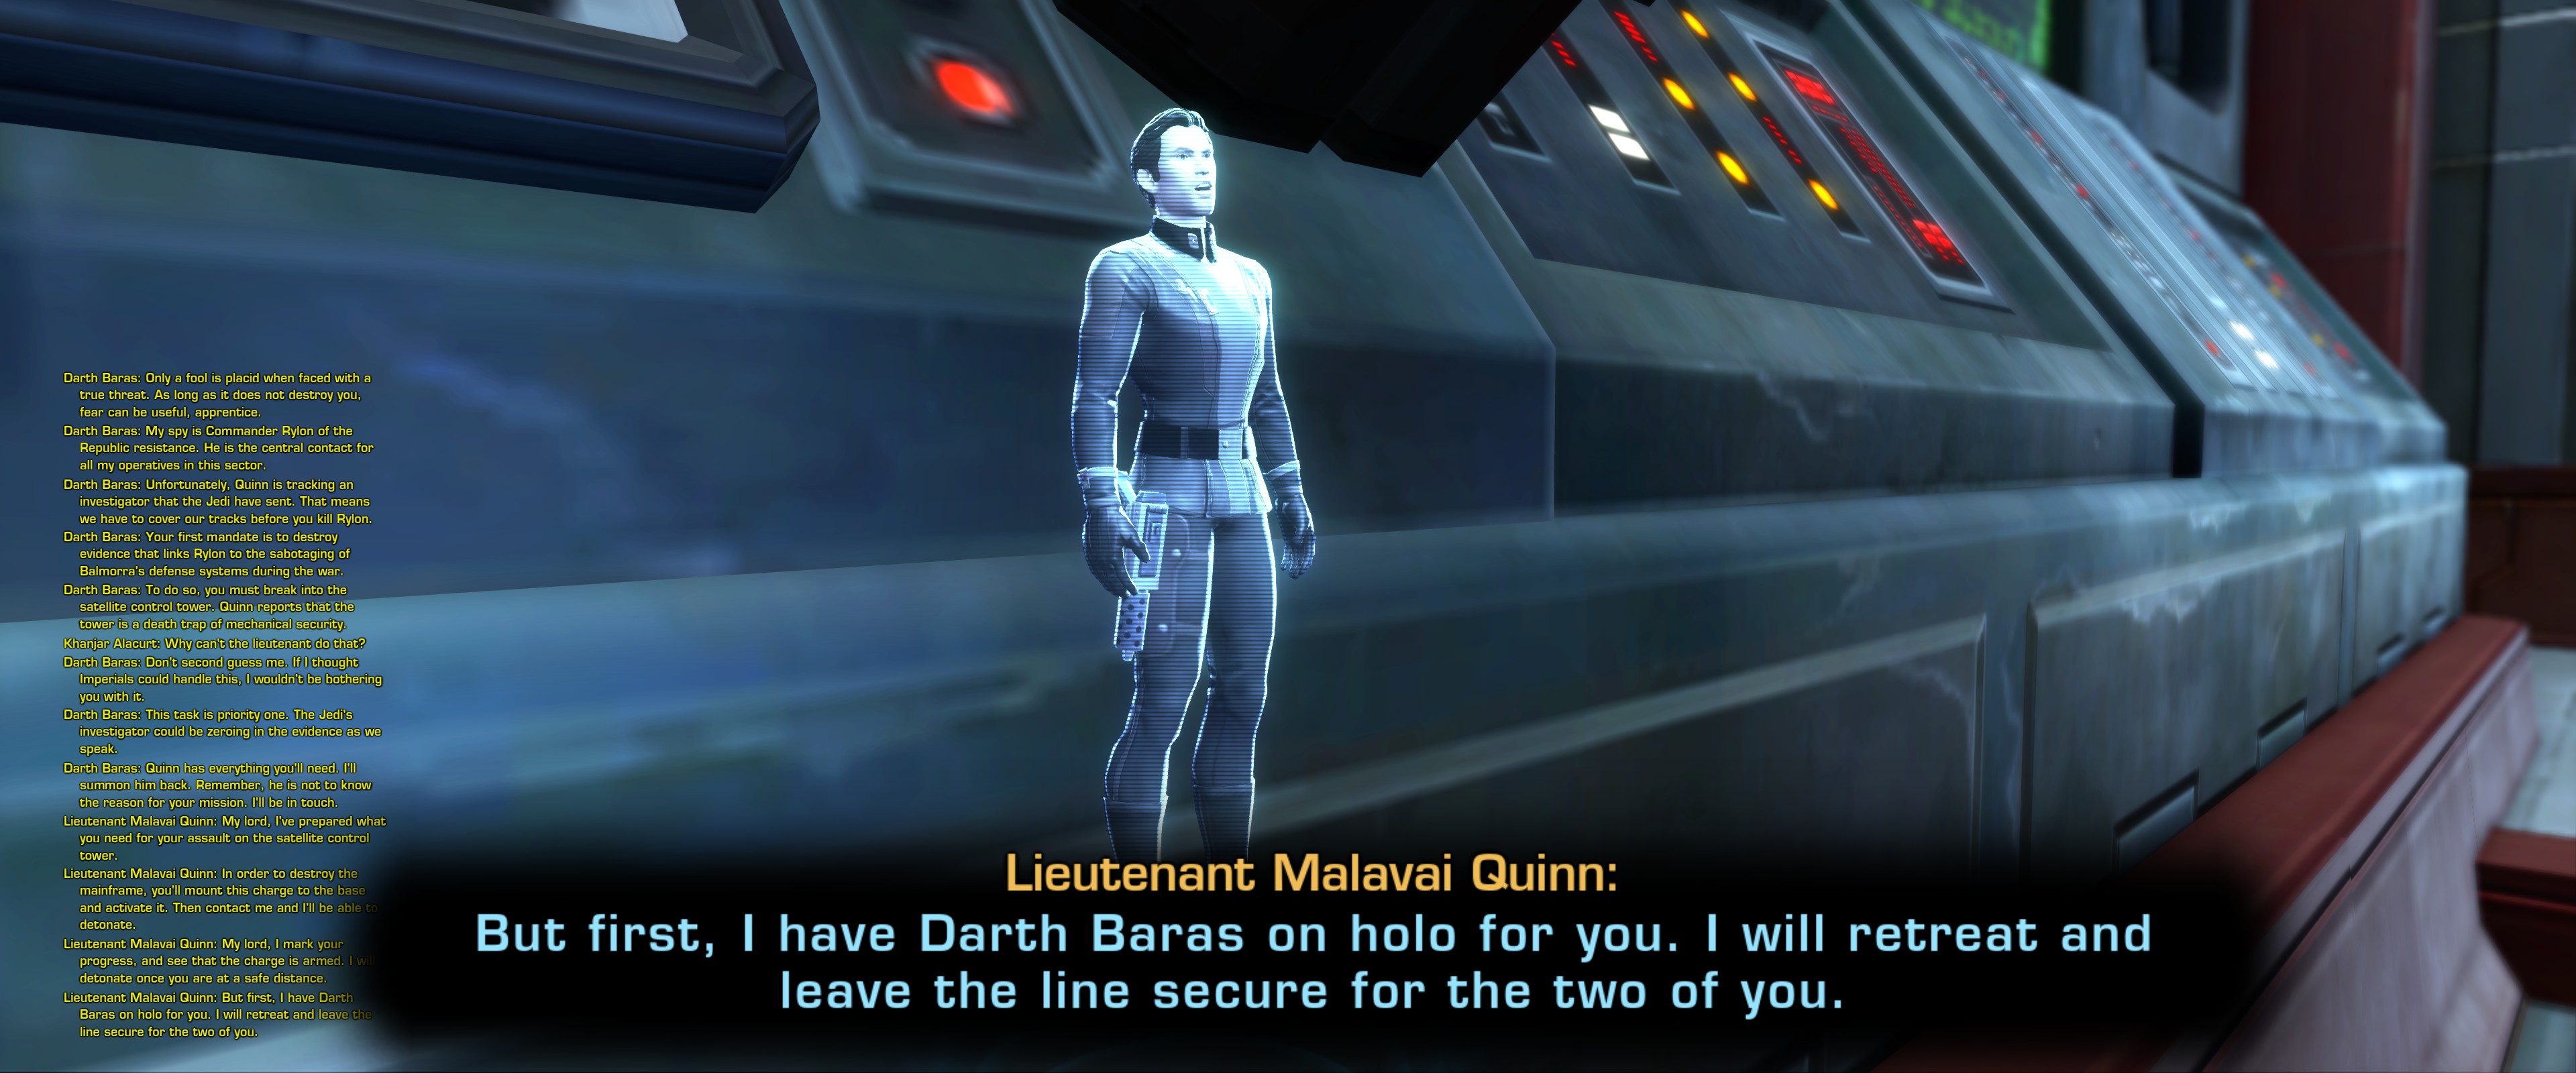 Darth Baras: Only a fool is placid when faced with a
true threat. As long as it does not destroy you,
fear can be useful, apprentice.
Darth Baras: My spy is Commander Rylon of the
Republic resistance. He is the central contact for
all my operatives in this sector.
Darth Baras: Unfortunately, Quinn is tracking an
investigator that the Jedi have sent. That means
we have to cover our tracks before you kill Rylon.
Darth Baras: Your first mandate is to destroy
evidence that links Rylon to the sabotaging of
Balmorra's defense systems during the war.
Darth Baras: To do so, you must break into the
satellite control tower. Quinn reports that the
tower is a death trap of mechanical security.
Khanjar Alacurt: Why can't the lieutenant do that?
Darth Baras: Don't second guess me. If I thought
Imperials could handle this, I wouldn't be bothering
you with it.
Darth Baras: This task is priority one. The Jedi's
investigator could be zeroing in the evidence as we
speak.
Darth Baras: Quinn has everything you'll need. I'll
summon him back. Remember, he is not to know
the reason for your mission. I'll be in touch.
Lieutenant Malavai Quinn: My lord, I've prepared what
you need for your assault on the satellite control
tower.
Lieutenant Malavai Quinn: In order to destroy the
mainframe, you'll mount this charge to the base
and activate it. Then contact me and I'll be able to
detonate.
Lieutenant Malavai Quinn: My lord, I mark your
progress, and see that the charge is armed. I will
detonate once you are at a safe distance.
Lieutenant Malavai Quinn: But first, I have Darth
Baras on holo for you. I will retreat and leave the
line secure for the two of you.
Lieutenant Malavai Quinn:
But first, I have Darth Baras on holo for you. I will retreat and
leave the line secure for the two of you.